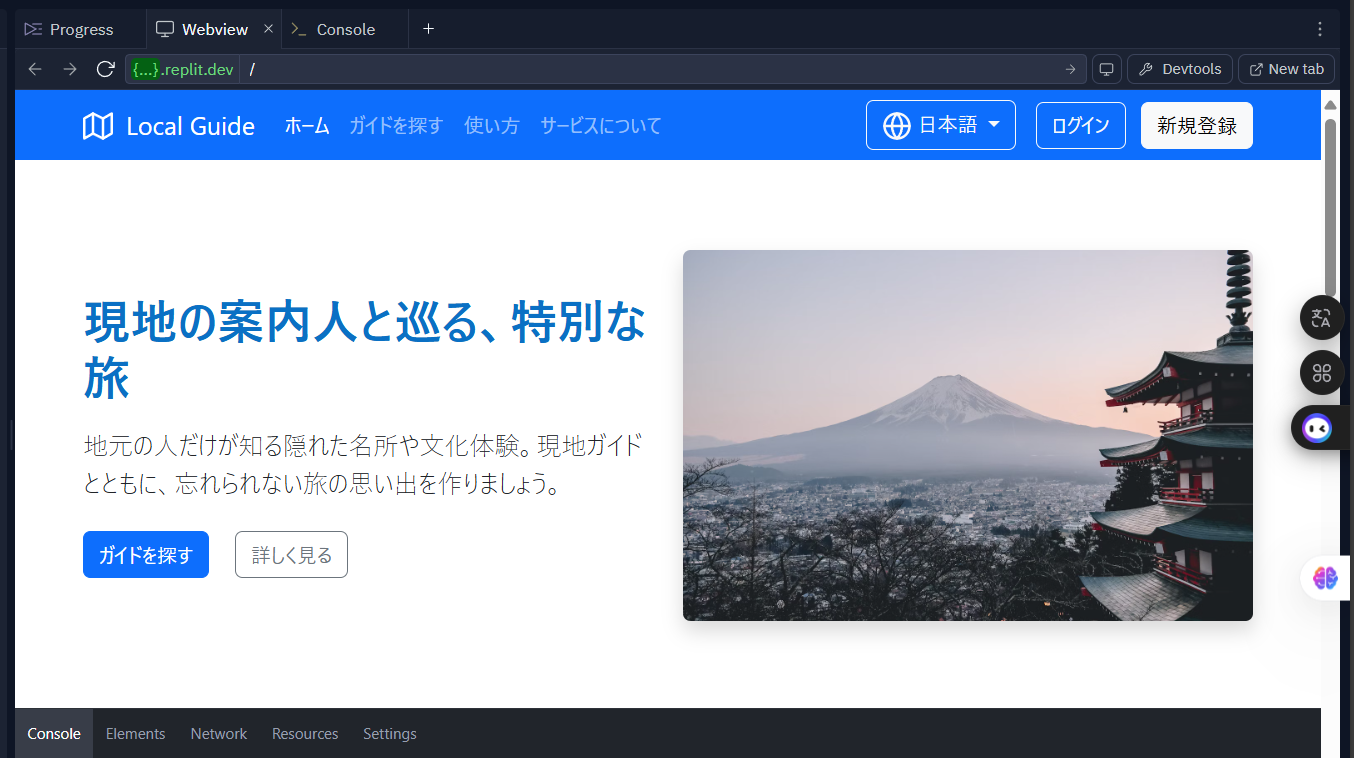 Progress
Webview
Console
{...}.replit.dev /
Devtools
New tab
Local Guide
ホーム
ガイドを探す
使い方
サービスについて
日本語
ログイン
新規登録
現地の案内人と巡る、特別な
旅
地元の人だけが知る隠れた名所や文化体験。現地ガイド
とともに、忘れられない旅の思い出を作りましょう。
ガイドを探す
詳しく見る
文A
Console
Elements
Network
Resources
Settings